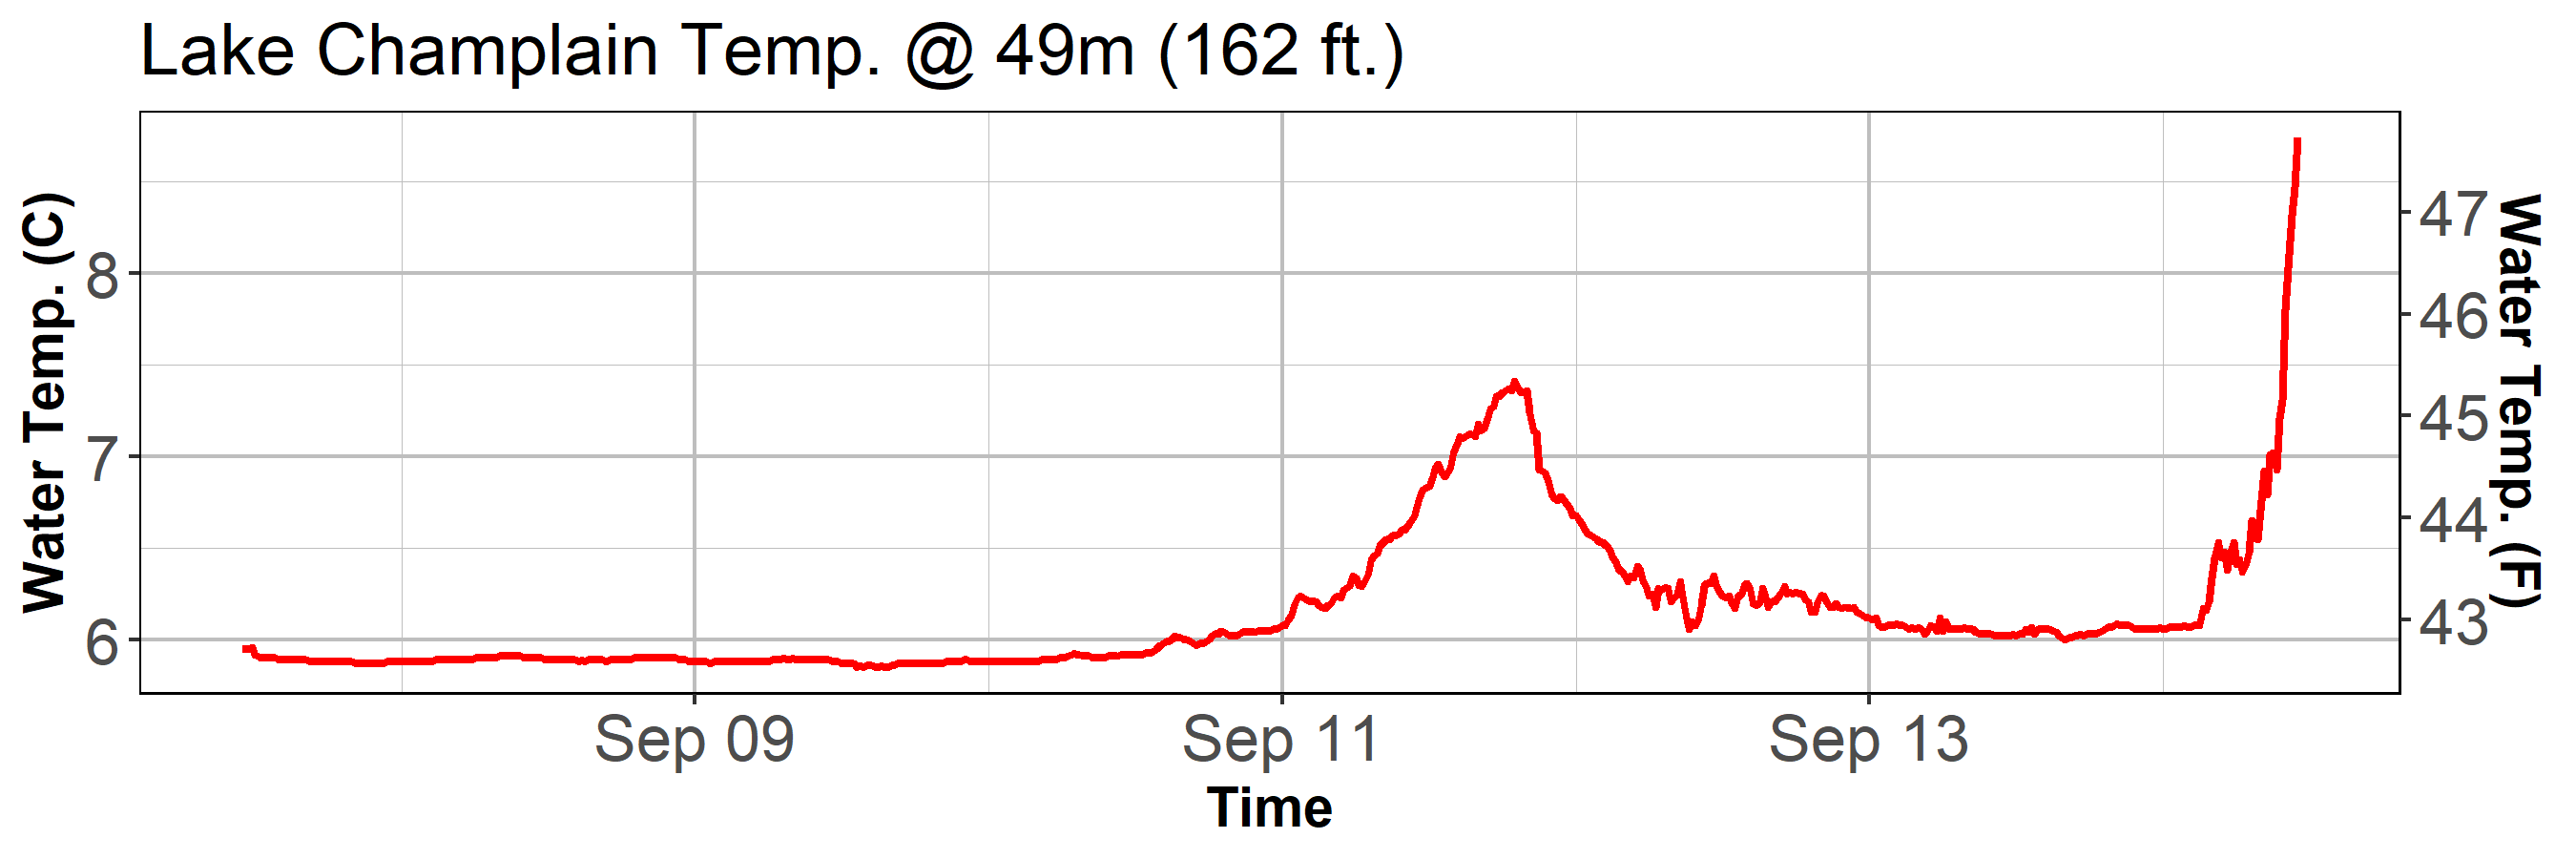 Lake Champlain Temp. @ 49m (162 ft.)
Water Temp. (C)
8
7
6
47
46
45
44
43
Water Temp. (F)
Sep 09 Sep 11 Sep 13
Time